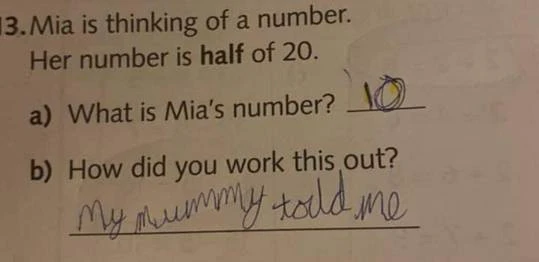 13. Mia is thinking of a number.
Her number is half of 20.
a) What is Mia's number? 10
b) How did you work this out?
My mummy told me